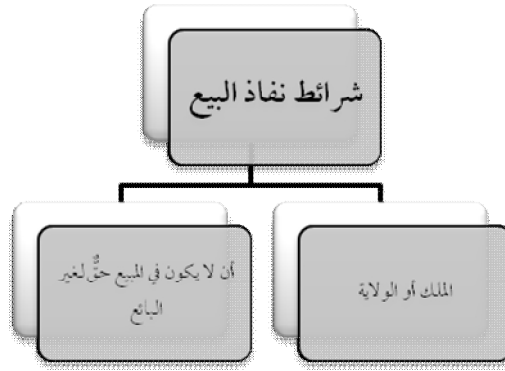 شرائط نفاذ البيع
الملك أو الولاية
أن لا يكون في المبيع حقٌّ لغير
البائع